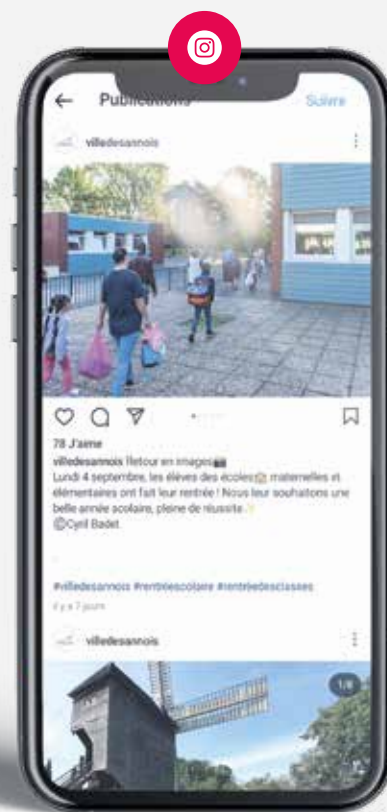 Publications
Suivre
villedesannois
78 J'aime
villedesannois Retour en images📸
Lundi 4 septembre, les élèves des écoles🏫 maternelles et
élémentaires ont fait leur rentrée ! Nous leur souhaitons une
belle année scolaire, pleine de réussite✨
©Cyril Badet
.
#villedesannois #rentréescolaire #rentréedesclasses
il y a 7 jours
villedesannois
1/8